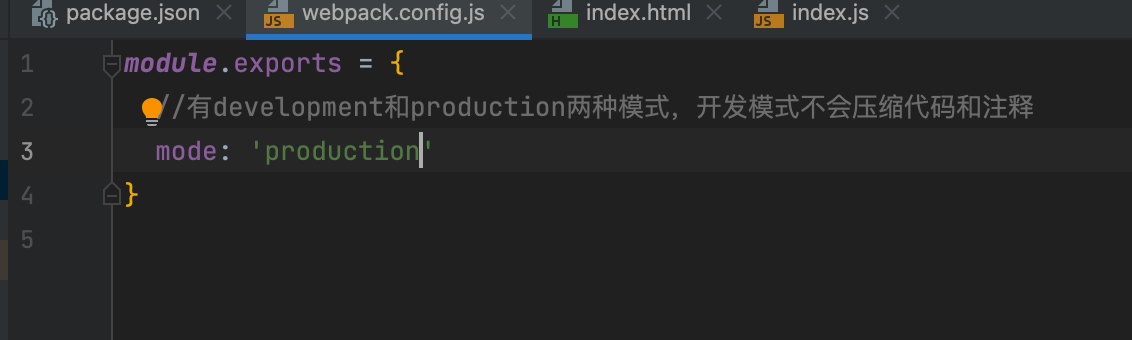 package.json webpack.config.js index.html index.js
1 module.exports = {
2 //有development和production两种模式，开发模式不会压缩代码和注释
3 mode: 'production'
4 }
5